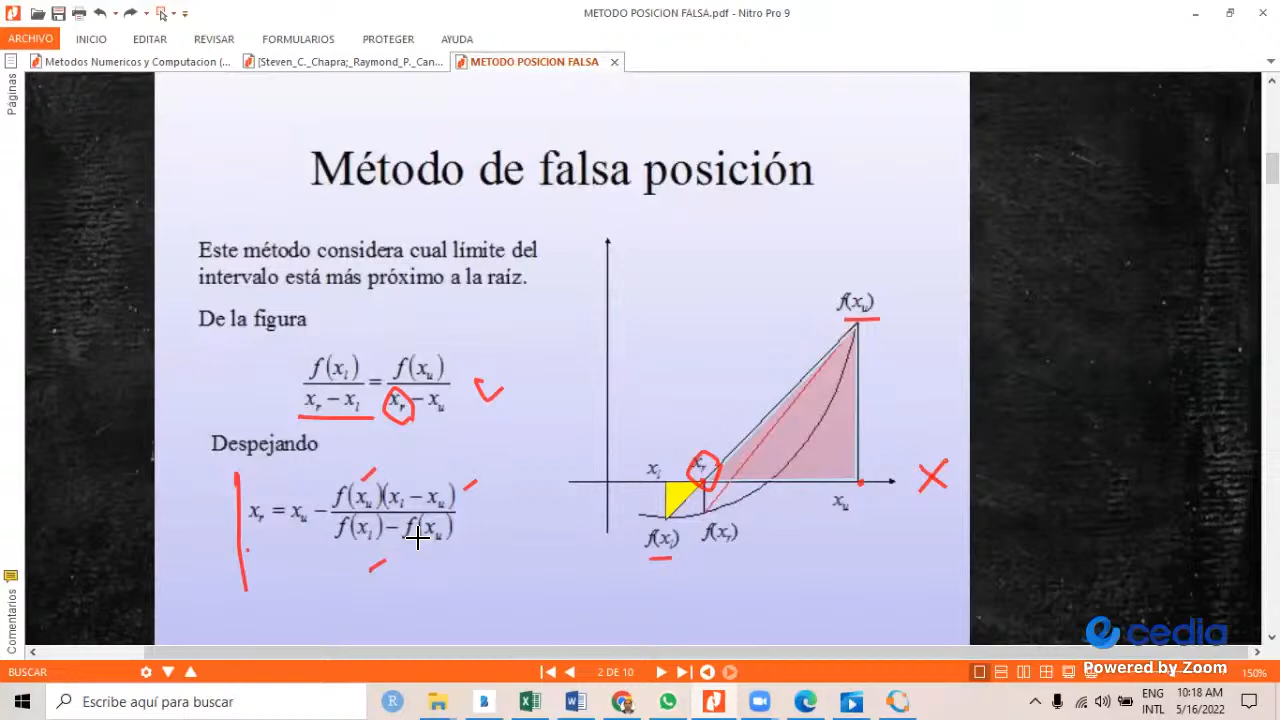 METODO POSICION FALSA.pdf - Nitro Pro 9
ARCHIVO INICIO EDITAR REVISAR FORMULARIOS PROTEGER AYUDA
Metodos Numericos y Computacion (... [Steven_C._Chapra;_Raymond_P._Can... METODO POSICION FALSA
Páginas
Método de falsa posición
Este método considera cual límite del
intervalo está más próximo a la raíz.
De la figura
f(x_l) / (x_r − x_l) = f(x_u) / (x_r − x_u)
Despejando
x_r = x_u − f(x_u)(x_l − x_u) / (f(x_l) − f(x_u))
f(x_u)
x_l x_r
x_u
f(x_l) f(x_r)
Comentarios
cedia
Powered by Zoom
BUSCAR 2 DE 10 150%
Escribe aquí para buscar
ENG
INTL
10:18 AM
5/16/2022